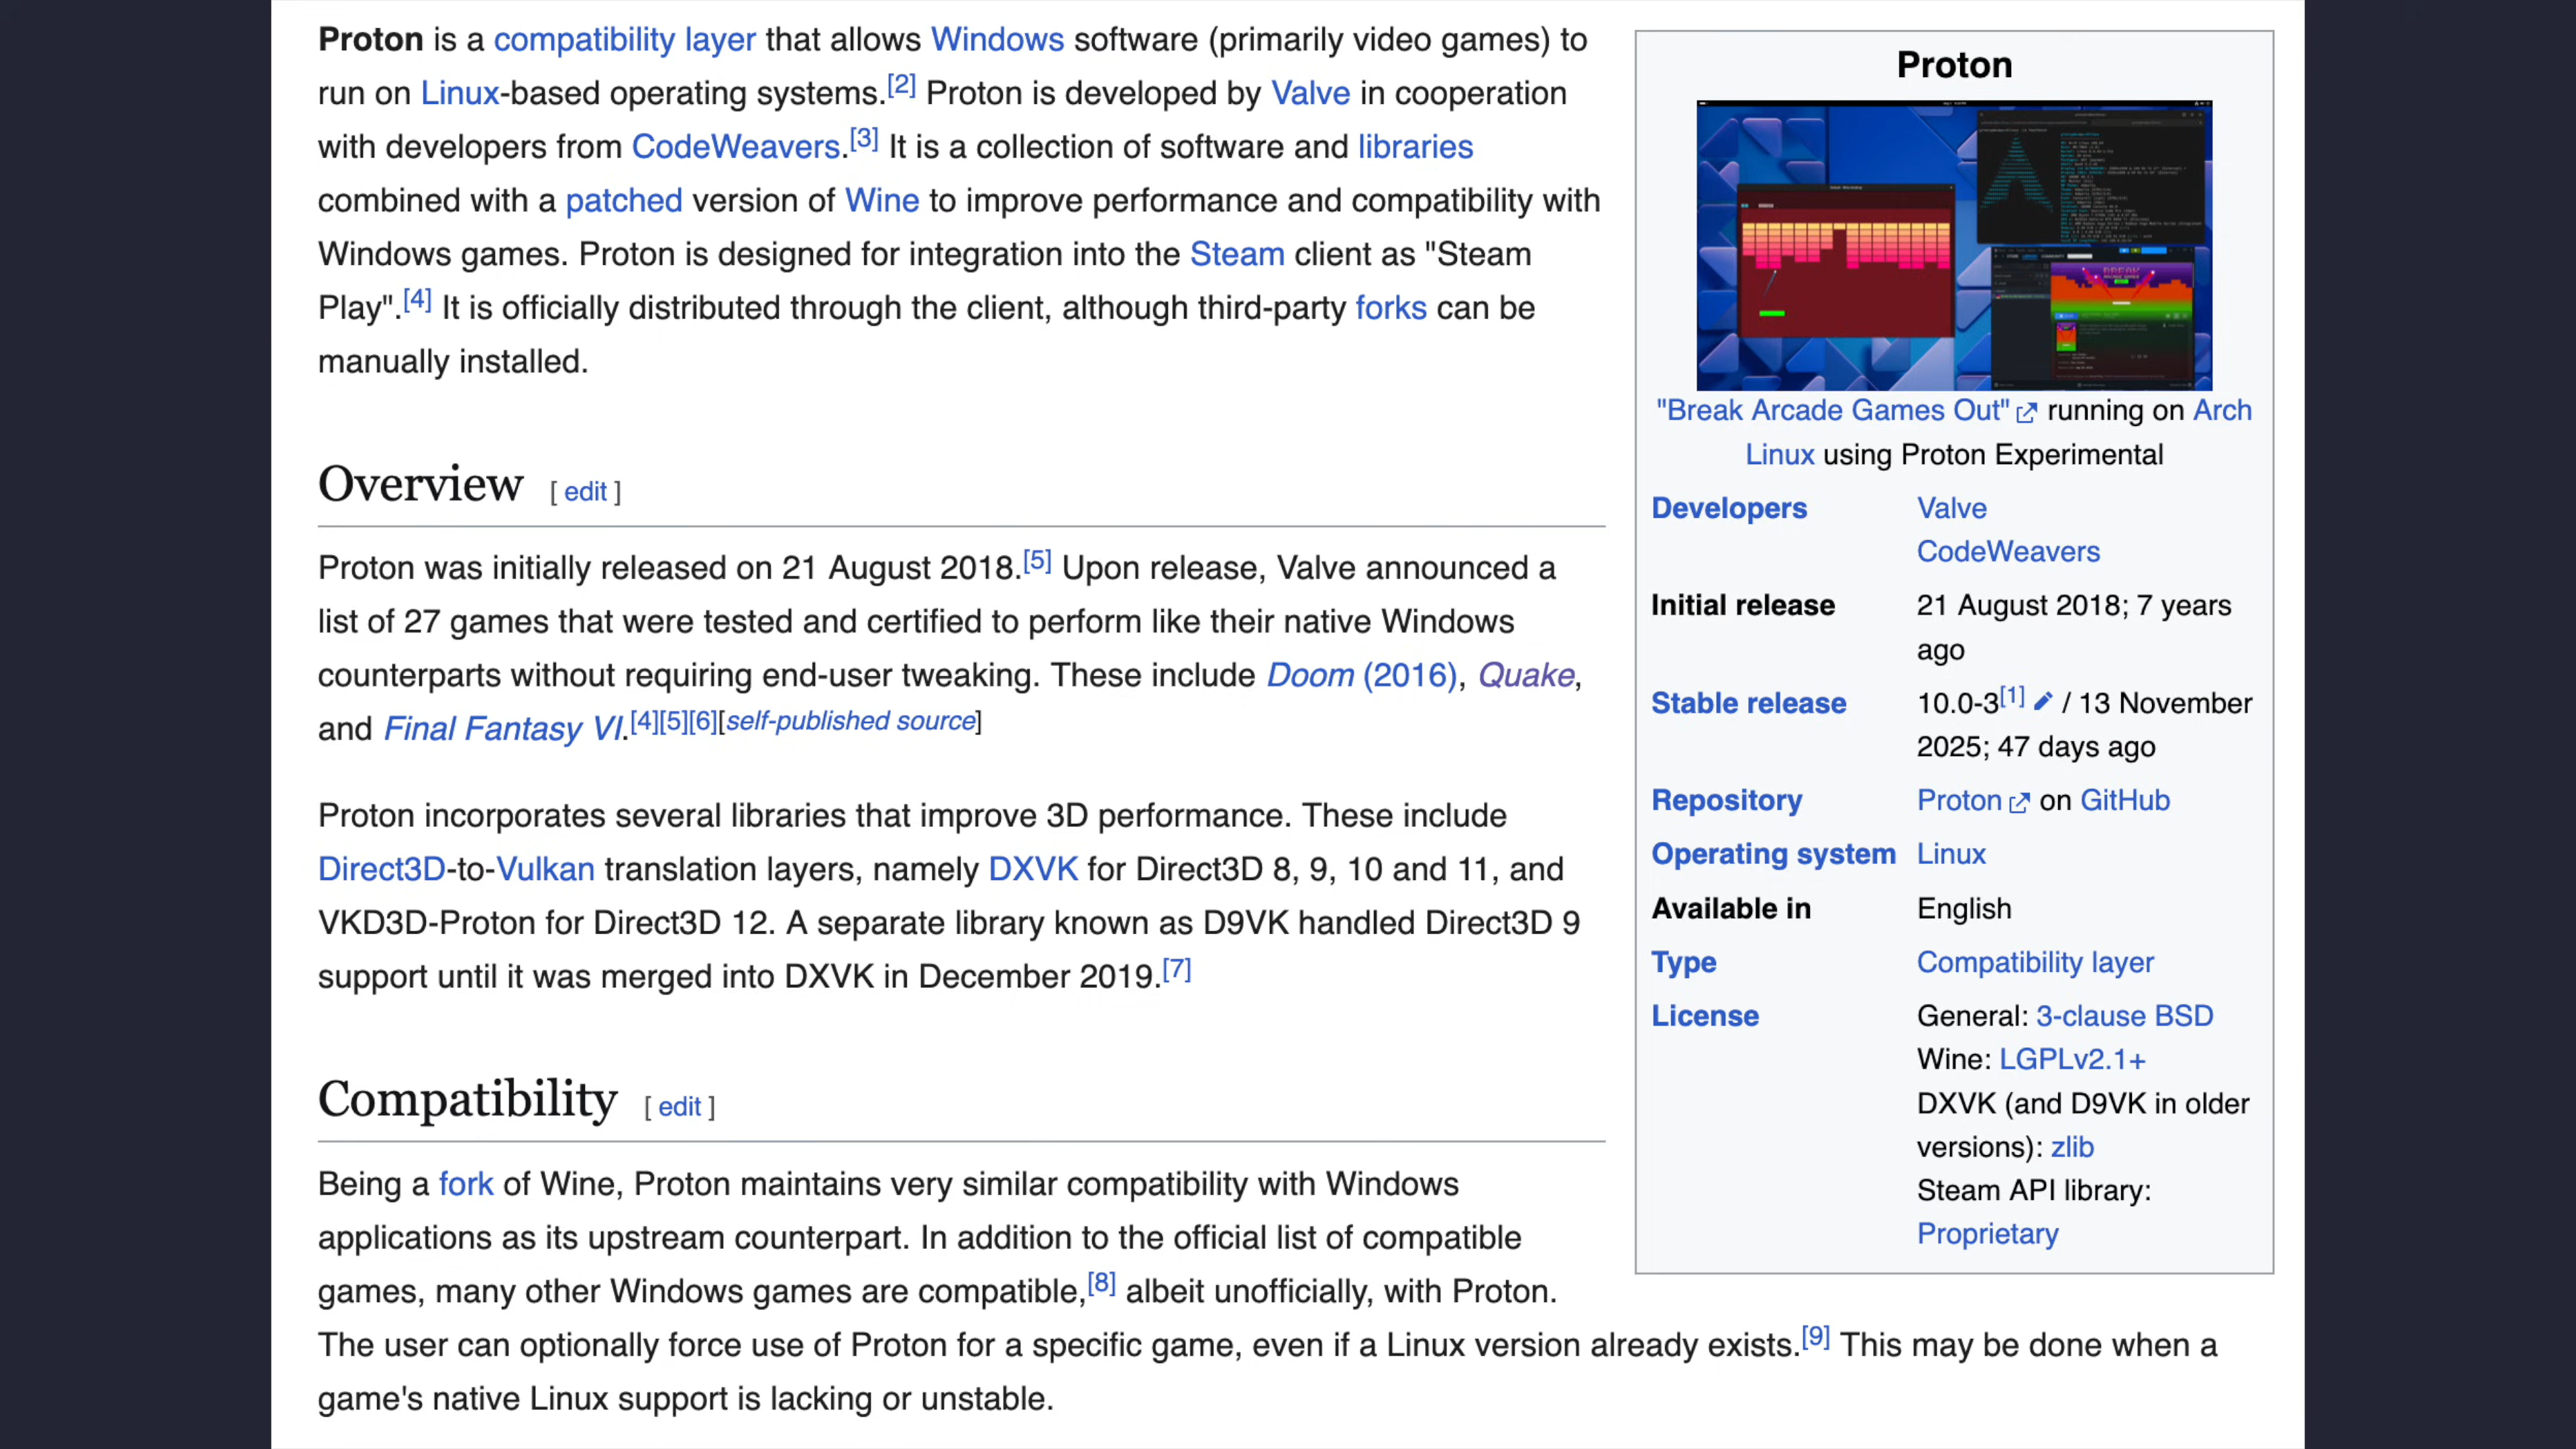 Proton is a compatibility layer that allows Windows software (primarily video games) to
run on Linux-based operating systems.[2] Proton is developed by Valve in cooperation
with developers from CodeWeavers.[3] It is a collection of software and libraries
combined with a patched version of Wine to improve performance and compatibility with
Windows games. Proton is designed for integration into the Steam client as "Steam
Play".[4] It is officially distributed through the client, although third-party forks can be
manually installed.
Overview [ edit ]
Proton was initially released on 21 August 2018.[5] Upon release, Valve announced a
list of 27 games that were tested and certified to perform like their native Windows
counterparts without requiring end-user tweaking. These include Doom (2016), Quake,
and Final Fantasy VI.[4][5][6][self-published source]
Proton incorporates several libraries that improve 3D performance. These include
Direct3D-to-Vulkan translation layers, namely DXVK for Direct3D 8, 9, 10 and 11, and
VKD3D-Proton for Direct3D 12. A separate library known as D9VK handled Direct3D 9
support until it was merged into DXVK in December 2019.[7]
Compatibility [ edit ]
Being a fork of Wine, Proton maintains very similar compatibility with Windows
applications as its upstream counterpart. In addition to the official list of compatible
games, many other Windows games are compatible,[8] albeit unofficially, with Proton.
The user can optionally force use of Proton for a specific game, even if a Linux version already exists.[9] This may be done when a
game's native Linux support is lacking or unstable.
Proton
"Break Arcade Games Out" running on Arch
Linux using Proton Experimental
Developers Valve
CodeWeavers
Initial release 21 August 2018; 7 years
ago
Stable release 10.0-3[1] / 13 November
2025; 47 days ago
Repository Proton on GitHub
Operating system Linux
Available in English
Type Compatibility layer
License General: 3-clause BSD
Wine: LGPLv2.1+
DXVK (and D9VK in older
versions): zlib
Steam API library:
Proprietary